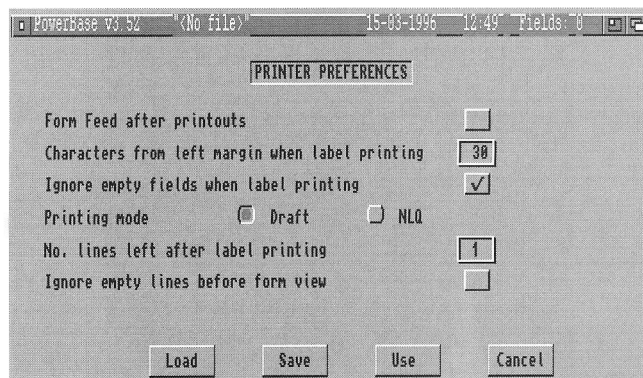 PowerBase v3.52 "<No file>" 15-03-1996 12:49 Fields: 0
PRINTER PREFERENCES
Form Feed after printouts
Characters from left margin when label printing 30
Ignore empty fields when label printing
Printing mode Draft NLQ
No. lines left after label printing 1
Ignore empty lines before form view
Load Save Use Cancel